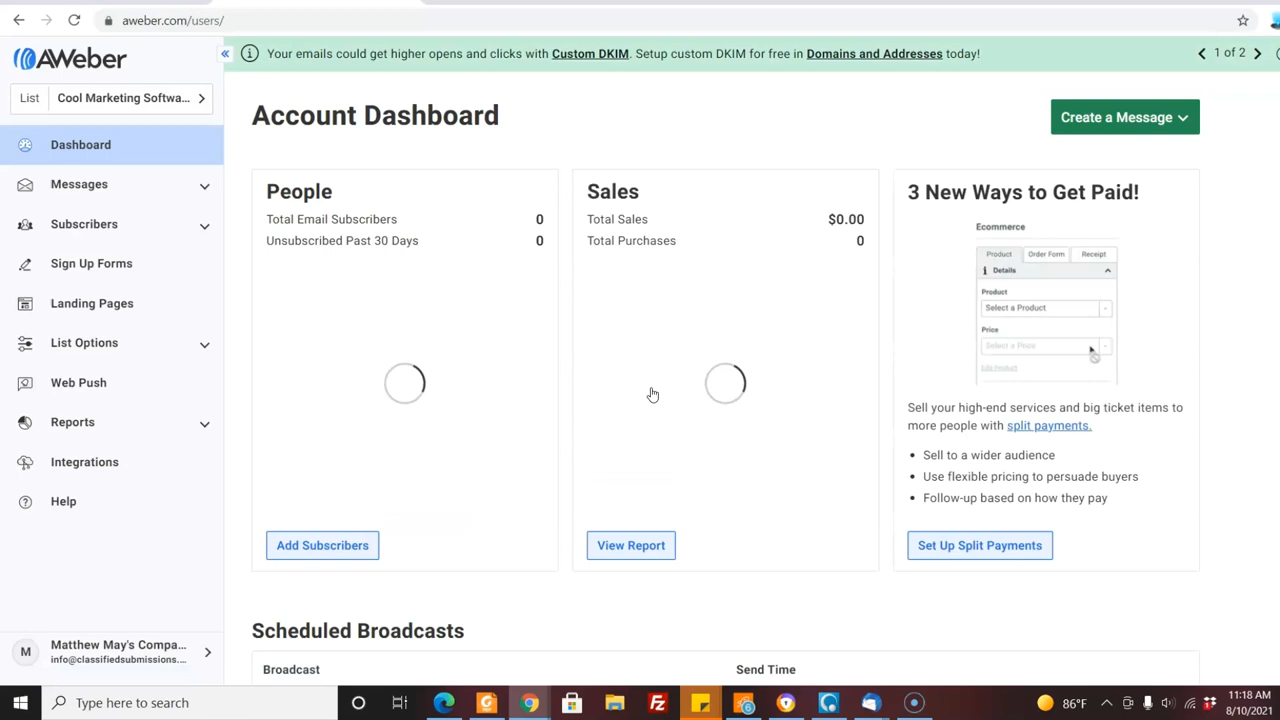 aweber.com/users/
AWeber
Your emails could get higher opens and clicks with Custom DKIM. Setup custom DKIM for free in Domains and Addresses today!
1 of 2
List
Cool Marketing Softwa...
Account Dashboard
Create a Message
Dashboard
Messages
Subscribers
Sign Up Forms
Landing Pages
List Options
Web Push
Reports
Integrations
Help
Matthew May's Compa...
info@classifiedsubmissions....
People
Total Email Subscribers 0
Unsubscribed Past 30 Days 0
Add Subscribers
Sales
Total Sales $0.00
Total Purchases 0
View Report
3 New Ways to Get Paid!
Ecommerce
Product Order Form Receipt
Details
Product
Select a Product
Price
Select a Price
Edit Product
Sell your high-end services and big ticket items to
more people with split payments.
• Sell to a wider audience
• Use flexible pricing to persuade buyers
• Follow-up based on how they pay
Set Up Split Payments
Scheduled Broadcasts
Broadcast Send Time
Type here to search
6
86°F
11:18 AM
8/10/2021
M